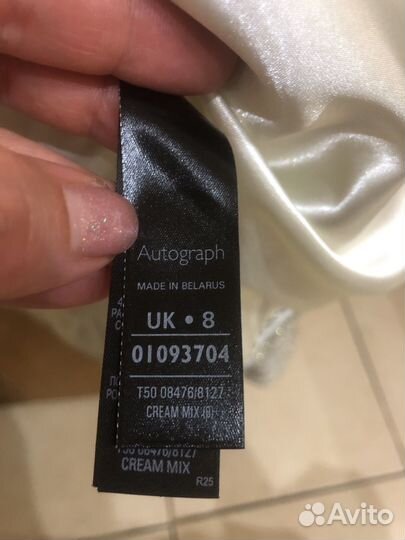 Autograph
MADE IN BELARUS
UK • 8
01093704
T50 08476/8127
CREAM MIX (6)
T50 08476/8127
CREAM MIX
R25
Avito